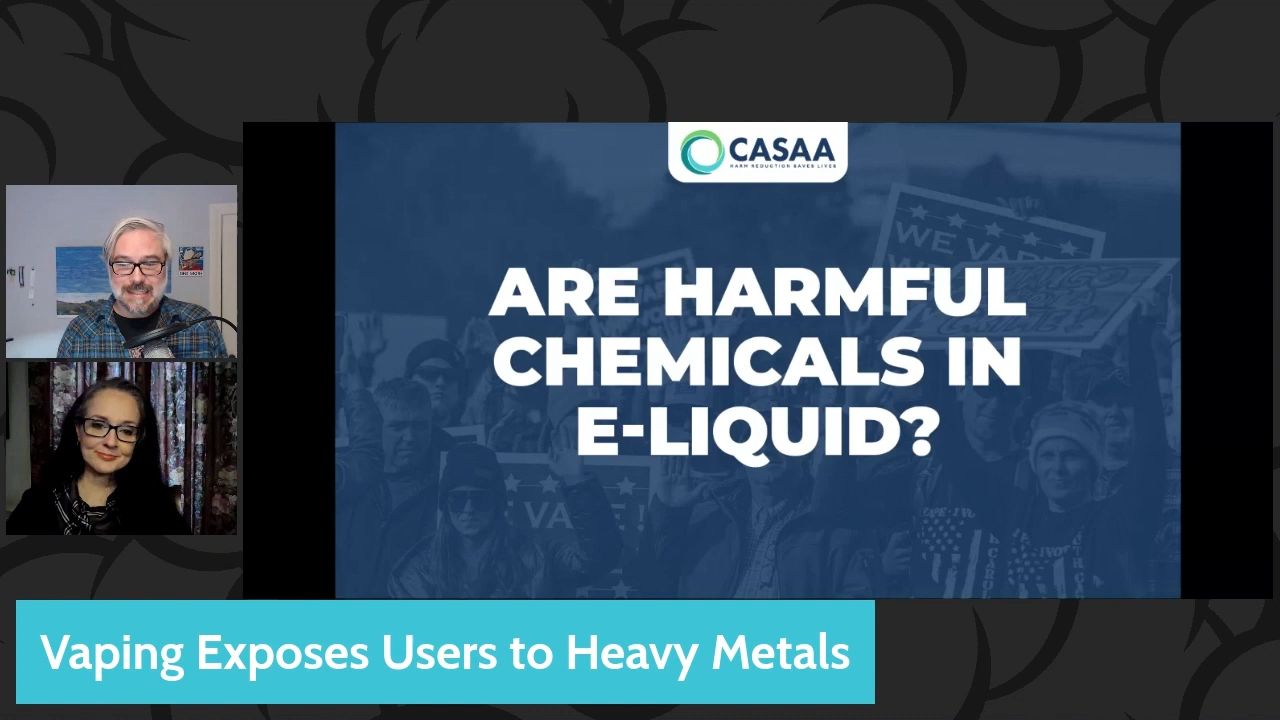 CASAA
HARM REDUCTION SAVES LIVES
WE VAPE
ARE HARMFUL
CHEMICALS IN
E-LIQUID?
Vaping Exposes Users to Heavy Metals